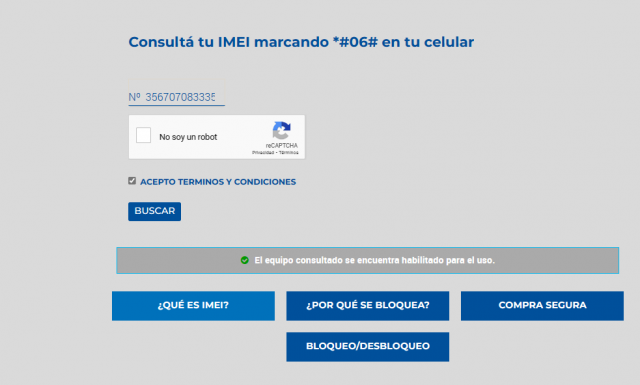 Consultá tu IMEI marcando *#06# en tu celular
Nº 356707083335
No soy un robot
reCAPTCHA
Privacidad - Términos
ACEPTO TERMINOS Y CONDICIONES
BUSCAR
El equipo consultado se encuentra habilitado para el uso.
¿QUÉ ES IMEI?
¿POR QUÉ SE BLOQUEA?
COMPRA SEGURA
BLOQUEO/DESBLOQUEO